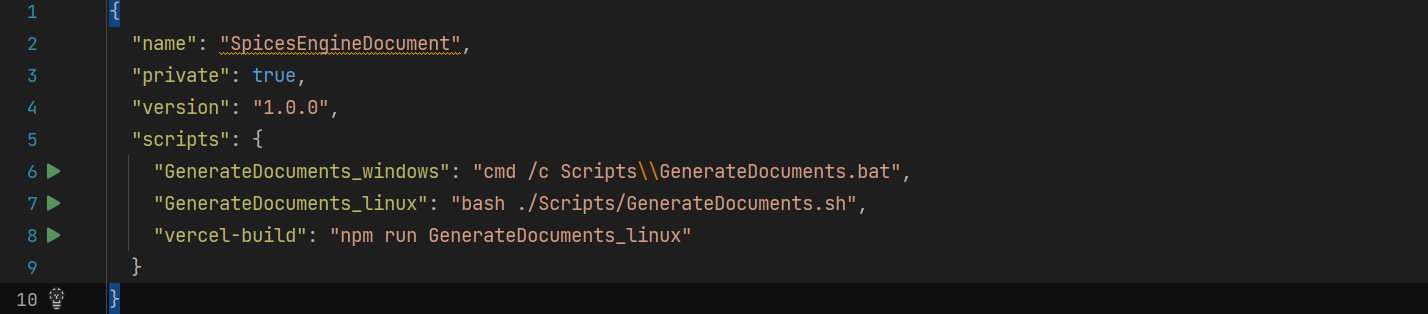 1 {
2 "name": "SpicesEngineDocument",
3 "private": true,
4 "version": "1.0.0",
5 "scripts": {
6 "GenerateDocuments_windows": "cmd /c Scripts\\GenerateDocuments.bat",
7 "GenerateDocuments_linux": "bash ./Scripts/GenerateDocuments.sh",
8 "vercel-build": "npm run GenerateDocuments_linux"
9 }
10 }